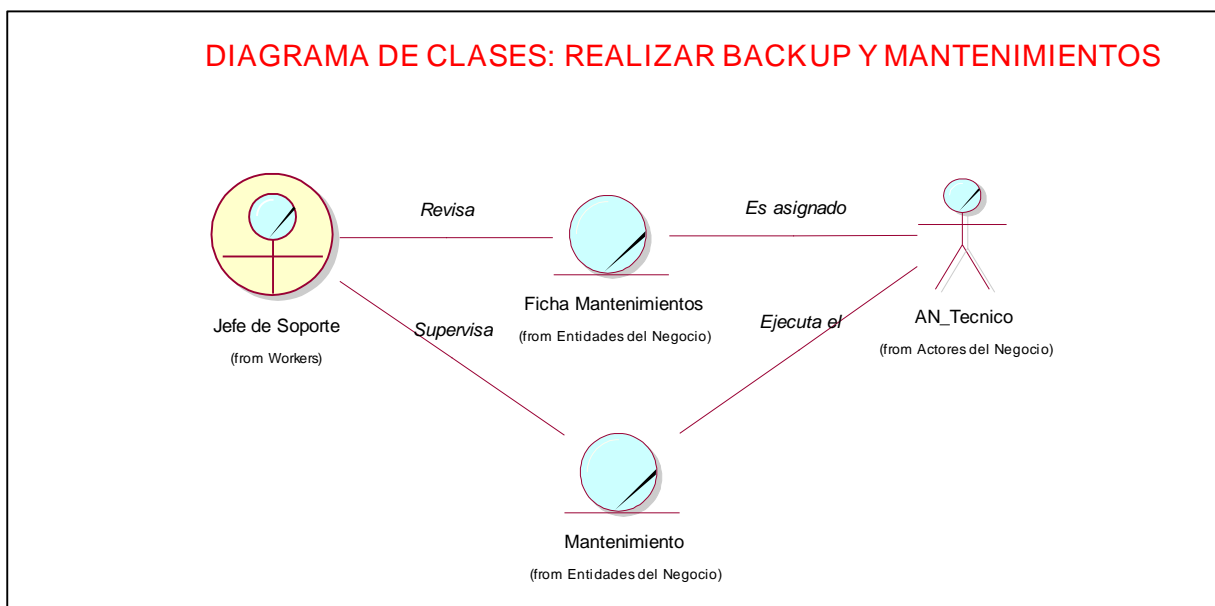 DIAGRAMA DE CLASES: REALIZAR BACKUP Y MANTENIMIENTOS
Revisa
Es asignado
Jefe de Soporte
(from Workers)
Ficha Mantenimientos
(from Entidades del Negocio)
AN_Tecnico
(from Actores del Negocio)
Supervisa
Ejecuta el
Mantenimiento
(from Entidades del Negocio)